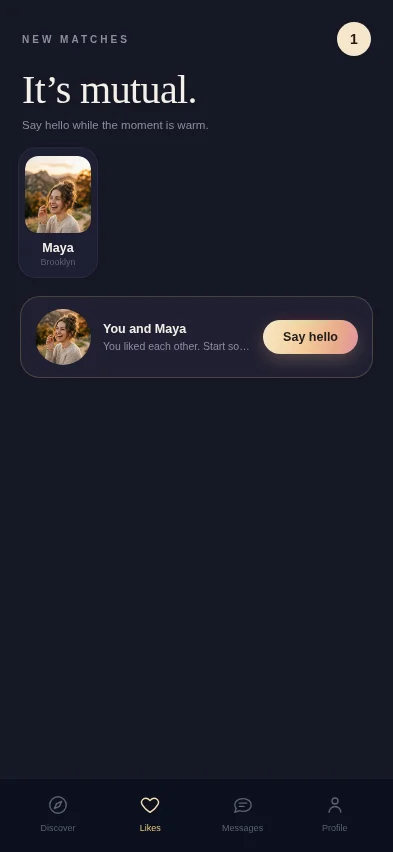 NEW MATCHES
1
It’s mutual.
Say hello while the moment is warm.
Maya
Brooklyn
You and Maya
You liked each other. Start so…
Say hello
Discover
Likes
Messages
Profile